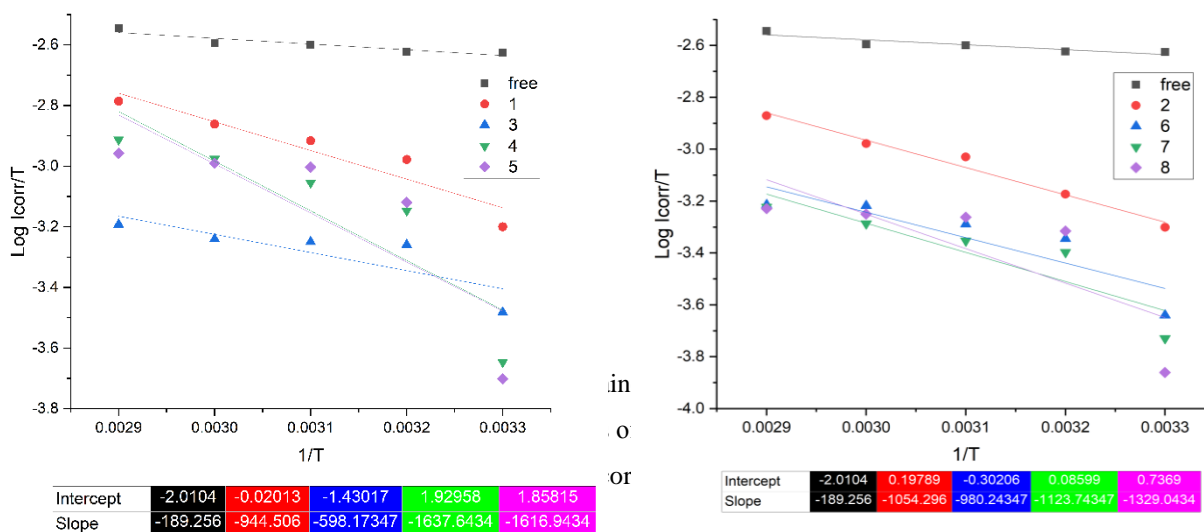 -2.4
-2.6
-2.8
-3.0
-3.2
-3.4
-3.6
-3.8
Log Icorr/T
free
1
3
4
5
0.0029 0.0030 0.0031 0.0032 0.0033
1/T
Intercept -2.0104 -0.02013 -1.43017 1.92958 1.85815
Slope -189.256 -944.506 -598.17347 -1637.6434 -1616.9434
-2.4
-2.6
-2.8
-3.0
-3.2
-3.4
-3.6
-3.8
-4.0
Log Icorr/T
free
2
6
7
8
0.0029 0.0030 0.0031 0.0032 0.0033
1/T
Intercept -2.0104 0.19789 -0.30206 0.08599 0.7369
Slope -189.256 -1054.296 -980.24347 -1123.74347 -1329.0434